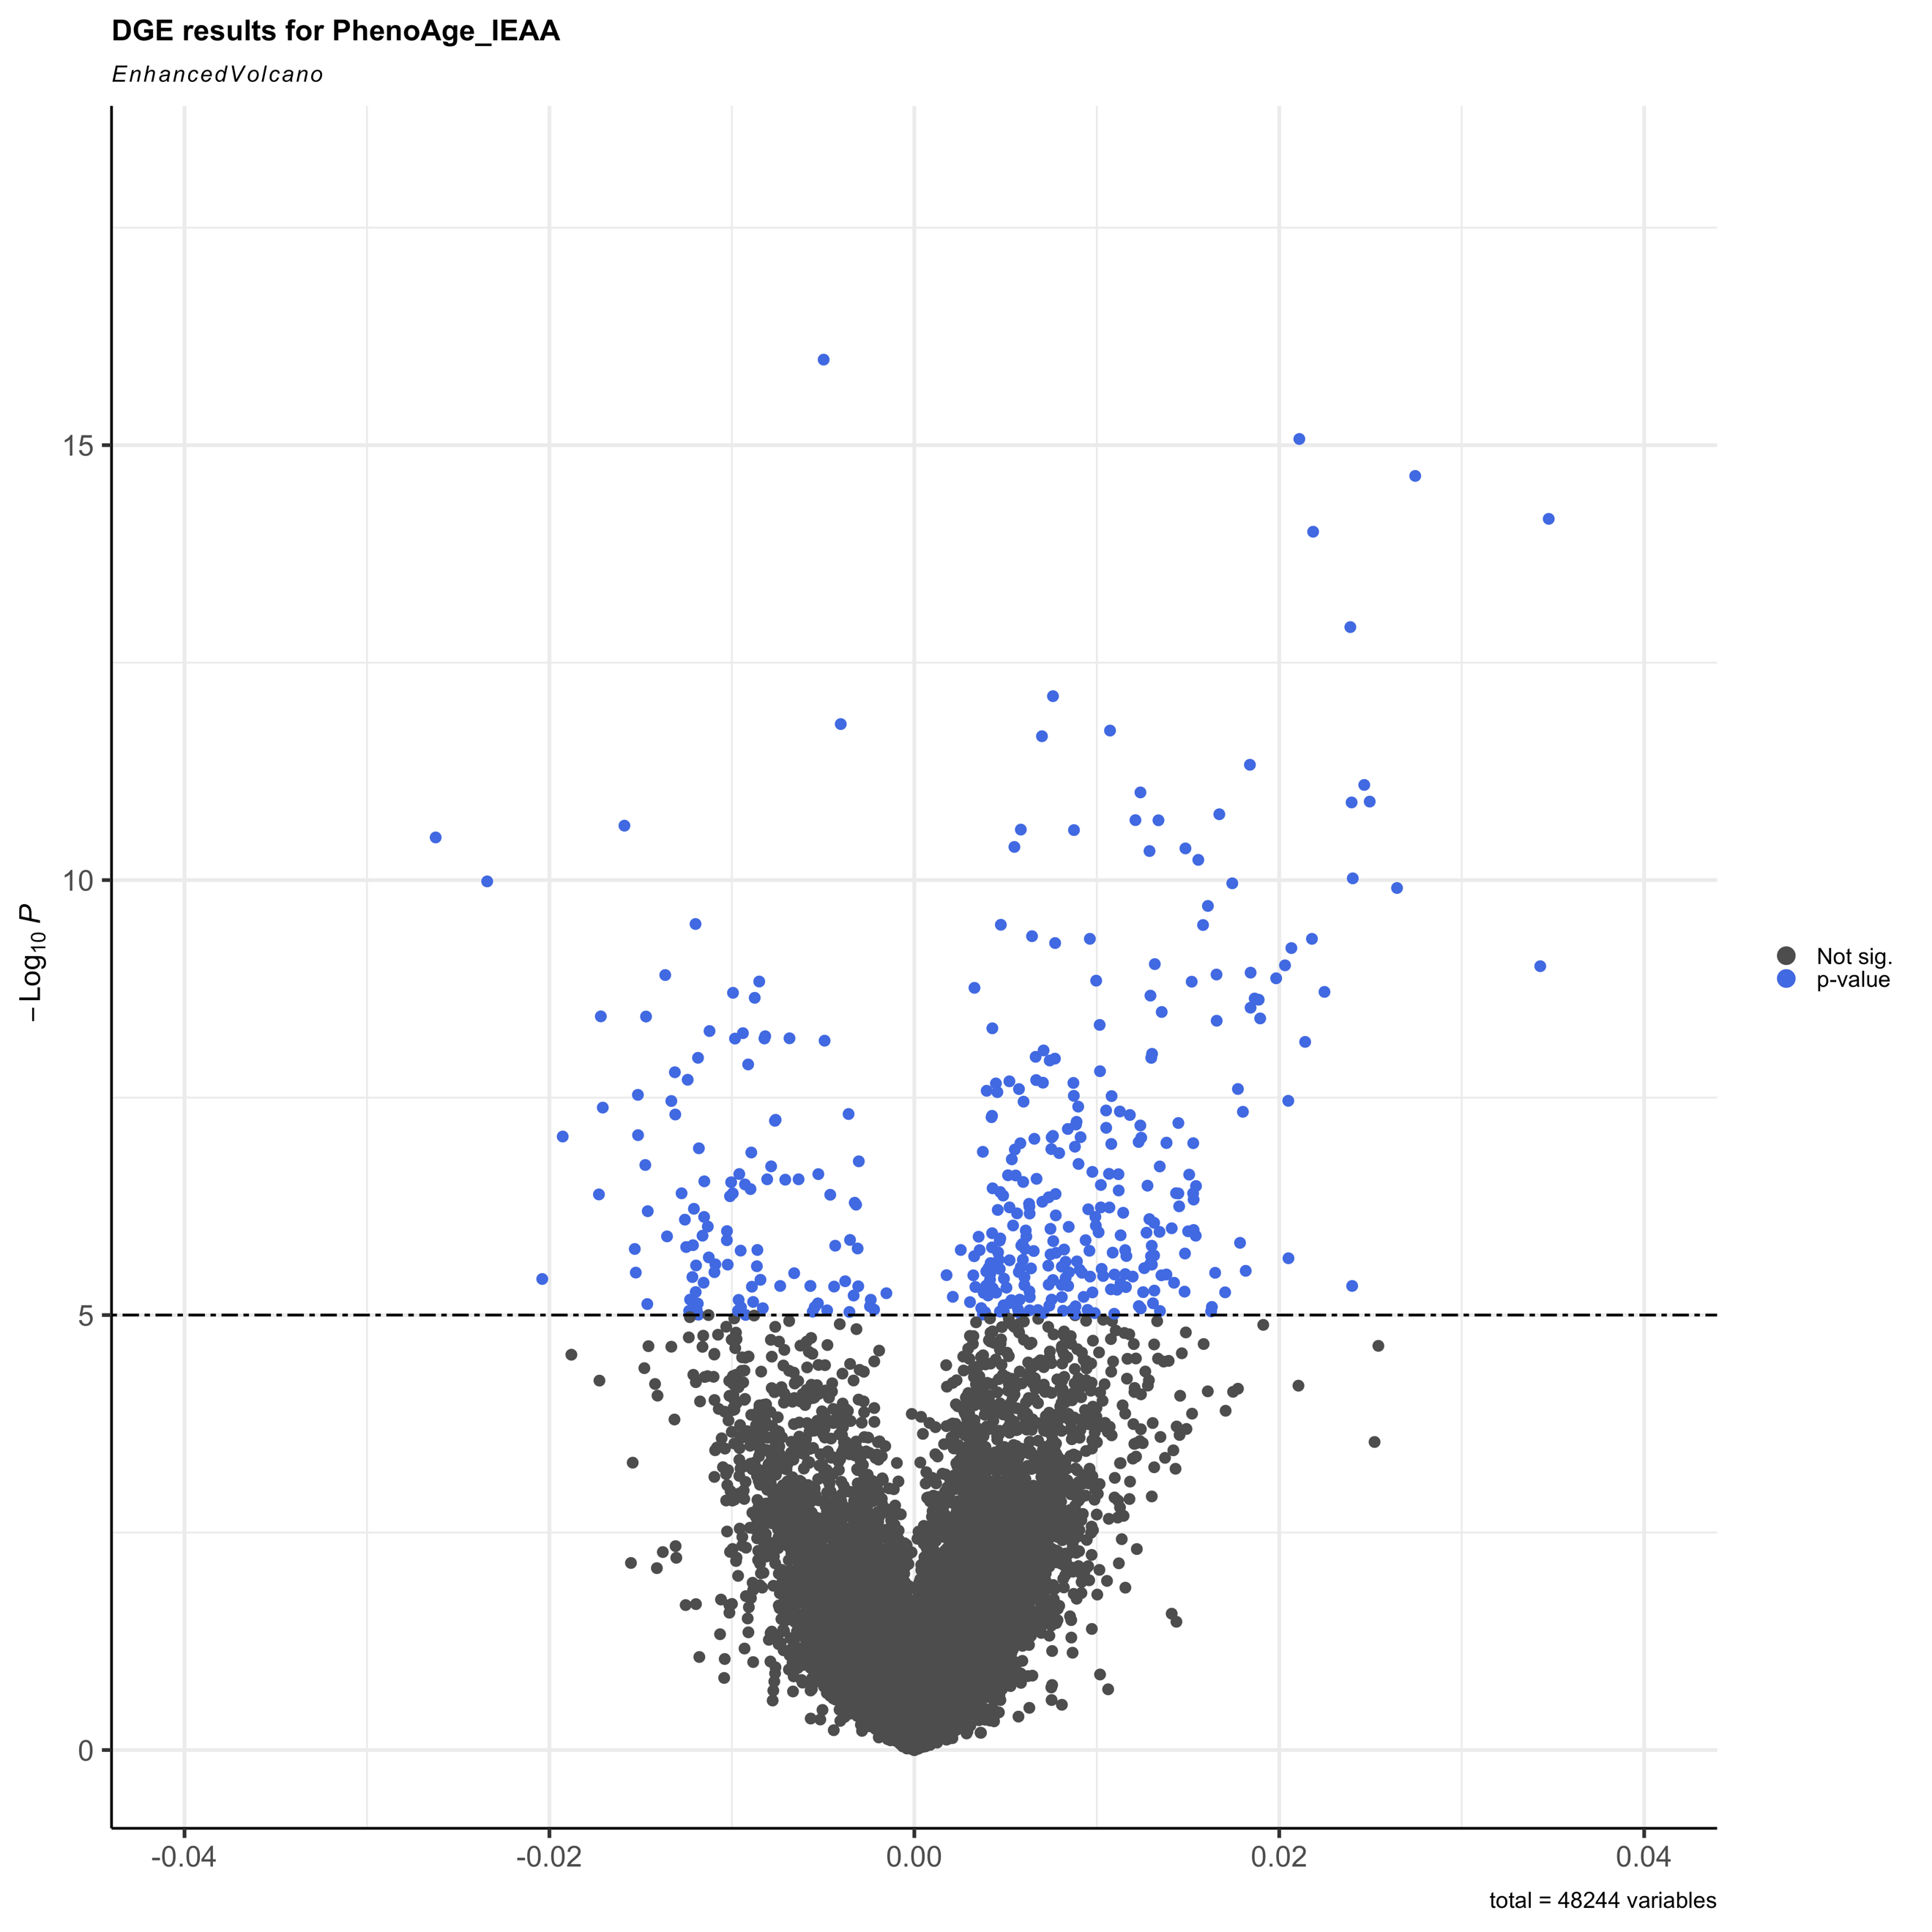 DGE results for PhenoAge_IEAA
EnhancedVolcano
− Log10 P
15
10
5
0
-0.04
-0.02
0.00
0.02
0.04
Not sig.
p-value
total = 48244 variables